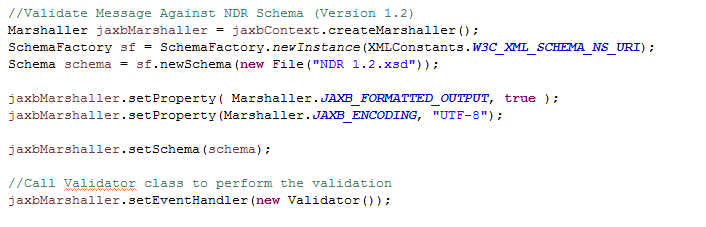 //Validate Message Against NDR Schema (Version 1.2)
Marshaller jaxbMarshaller = jaxbContext.createMarshaller();
SchemaFactory sf = SchemaFactory.newInstance(XMLConstants.W3C_XML_SCHEMA_NS_URI);
Schema schema = sf.newSchema(new File("NDR 1.2.xsd"));
jaxbMarshaller.setProperty( Marshaller.JAXB_FORMATTED_OUTPUT, true );
jaxbMarshaller.setProperty(Marshaller.JAXB_ENCODING, "UTF-8");
jaxbMarshaller.setSchema(schema);
//Call Validator class to perform the validation
jaxbMarshaller.setEventHandler(new Validator());